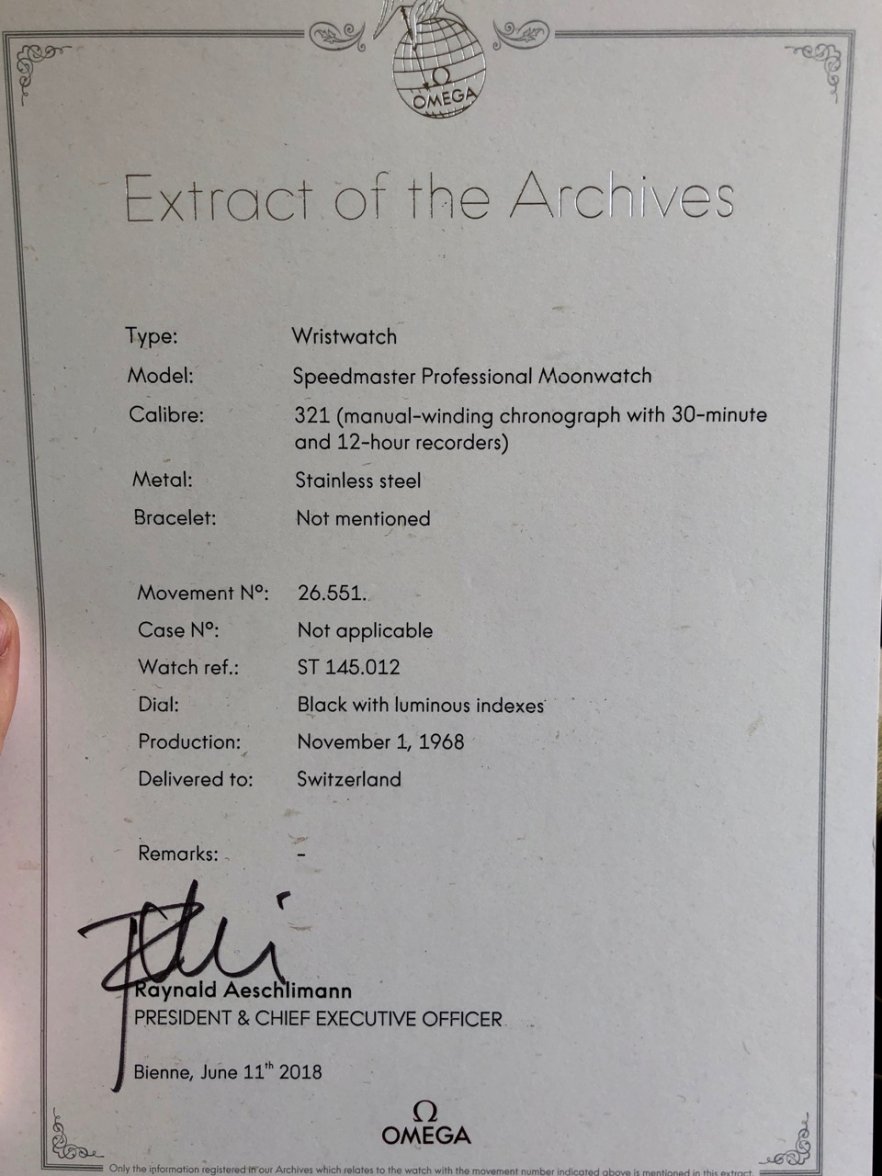 Ω
OMEGA
Extract of the Archives
Type: Wristwatch
Model: Speedmaster Professional Moonwatch
Calibre: 321 (manual-winding chronograph with 30-minute
and 12-hour recorders)
Metal: Stainless steel
Bracelet: Not mentioned
Movement Nº: 26.551.
Case Nº: Not applicable
Watch ref.: ST 145.012
Dial: Black with luminous indexes
Production: November 1, 1968
Delivered to: Switzerland
Remarks: -
Raynald Aeschlimann
PRESIDENT & CHIEF EXECUTIVE OFFICER
Bienne, June 11th 2018
Ω
OMEGA
Only the information registered in our Archives which relates to the watch with the movement number indicated above is mentioned in this extract.